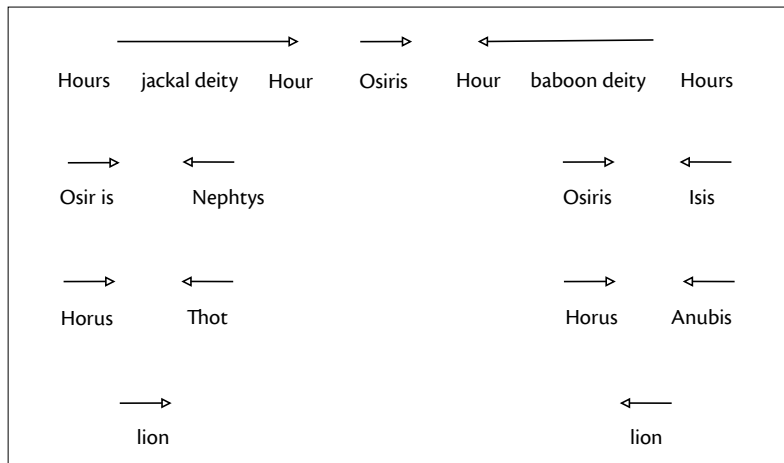 Hours jackal deity Hour Osiris Hour baboon deity Hours
Osir is Nephtys Osiris Isis
Horus Thot Horus Anubis
lion lion